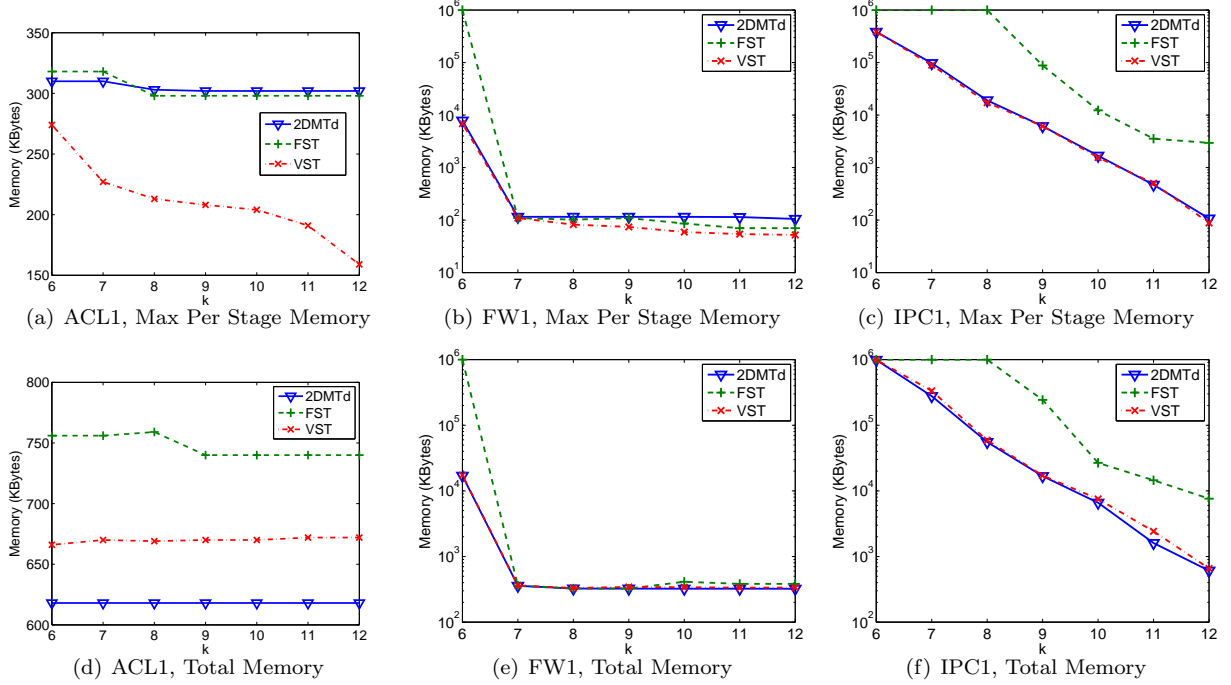 350
300
250
200
150
Memory (KBytes)
6 7 8 9 10 11 12
k
2DMTd
FST
VST
(a) ACL1, Max Per Stage Memory
10^6
10^5
10^4
10^3
10^2
10^1
Memory (KBytes)
6 7 8 9 10 11 12
k
2DMTd
FST
VST
(b) FW1, Max Per Stage Memory
10^6
10^5
10^4
10^3
10^2
10^1
Memory (KBytes)
6 7 8 9 10 11 12
k
2DMTd
FST
VST
(c) IPC1, Max Per Stage Memory
800
750
700
650
600
Memory (KBytes)
6 7 8 9 10 11 12
k
2DMTd
FST
VST
(d) ACL1, Total Memory
10^6
10^5
10^4
10^3
10^2
Memory (KBytes)
6 7 8 9 10 11 12
k
2DMTd
FST
VST
(e) FW1, Total Memory
10^6
10^5
10^4
10^3
10^2
Memory (KBytes)
6 7 8 9 10 11 12
k
2DMTd
FST
VST
(f) IPC1, Total Memory